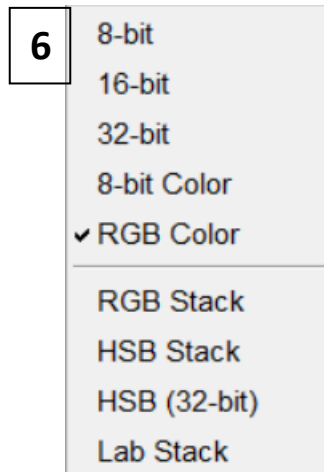 6
8-bit
16-bit
32-bit
8-bit Color
✓ RGB Color
RGB Stack
HSB Stack
HSB (32-bit)
Lab Stack